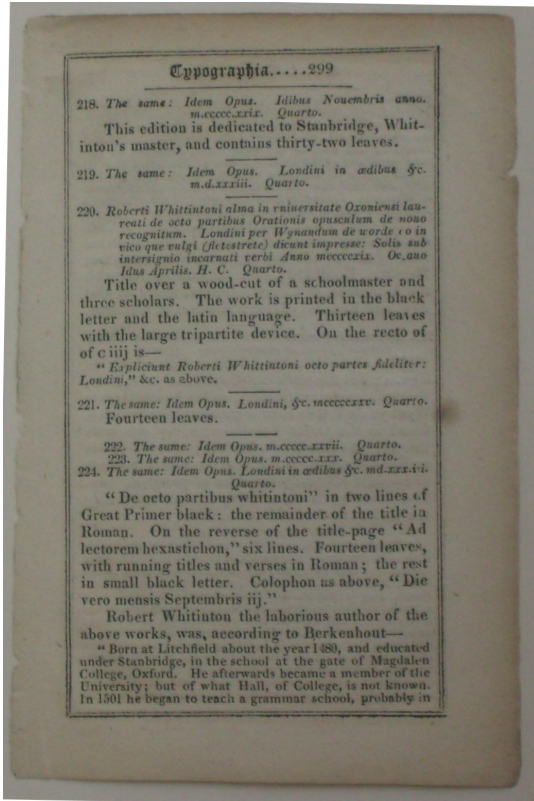 Typographia.....299
218. The same: Idem Opus. Idibus Nouembris anno.
m.ccccc.xxix. Quarto.
This edition is dedicated to Stanbridge, Whit-
inton's master, and contains thirty-two leaves.
219. The same: Idem Opus. Londini in ædibus &c.
m.d.xxxiii. Quarto.
220. Roberti Whittintoni alma in vniuersitate Oxoniensi lau-
reati de octo partibus Orationis opusculum de nouo
recognitum. Londini per Wynandum de worde in
vico que vulgi (fletestrete) dicunt impresse: Solis sub
intersignio incarnati verbi Anno mcccccxix. Octauo
Idus Aprilis. H. C. Quarto.
Title over a wood-cut of a schoolmaster and
three scholars. The work is printed in the black
letter and the latin language. Thirteen leaves
with the large tripartite device. On the recto of
of c iiij is—
"Expliciunt Roberti Whittintoni octo partes fideliter:
Londini," &c. as above.
221. The same: Idem Opus. Londini, &c. mcccccxxv. Quarto.
Fourteen leaves.
222. The same: Idem Opus. m.ccccc.xxvii. Quarto.
223. The same: Idem Opus. m.ccccc.xxx. Quarto.
224. The same: Idem Opus. Londini in ædibus &c.
Quarto.
"De octo partibus whitintoni" in two lines of
Great Primer black: the remainder of the title in
Roman. On the reverse of the title-page "Ad
lectorem hexastichon," six lines. Fourteen leaves,
with running titles and verses in Roman; the rest
in small black letter. Colophon as above, "Die
vero mensis Septembris iij."
Robert Whitinton the laborious author of the
above works, was, according to Berkenhout—
"Born at Litchfield about the year 1480, and educated
under Stanbridge, in the school at the gate of Magdalen
College, Oxford. He afterwards became a member of the
University; but of what Hall, of College, is not known.
In 1501 he began to teach a grammar school, probably in